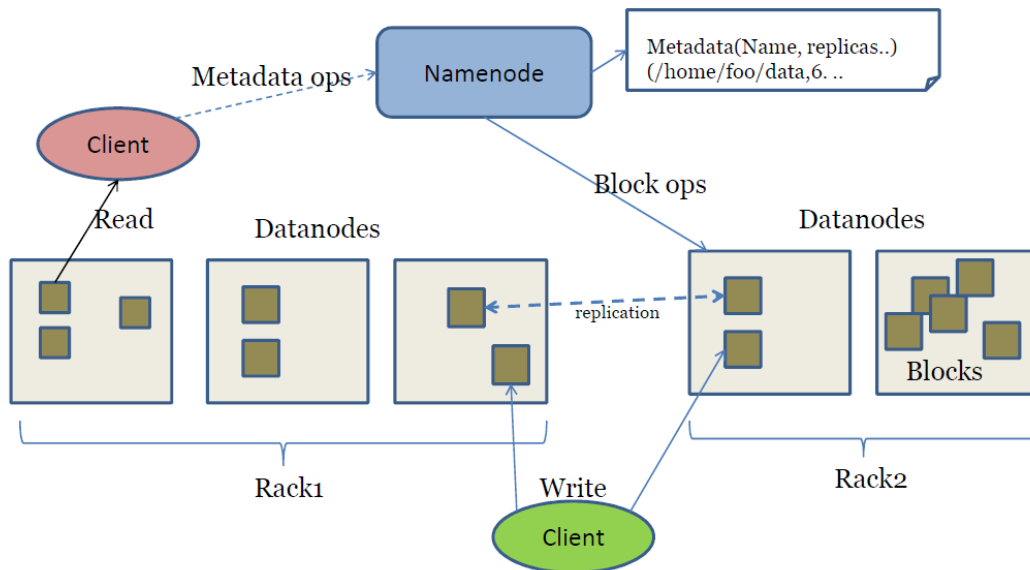 Metadata(Name, replicas..)
(/home/foo/data,6. ..
Namenode
Metadata ops
Client
Block ops
Read
Datanodes
Datanodes
replication
Blocks
Rack1
Write
Rack2
Client